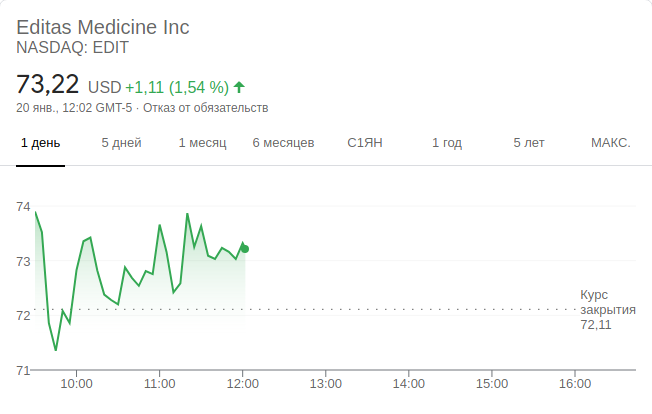 Editas Medicine Inc
NASDAQ: EDIT
73,22 USD +1,11 (1,54 %)
20 янв., 12:02 GMT-5 · Отказ от обязательств
1 день 5 дней 1 месяц 6 месяцев С1ЯН 1 год 5 лет МАКС.
74
73
72
71
Курс
закрытия
72,11
10:00 11:00 12:00 13:00 14:00 15:00 16:00